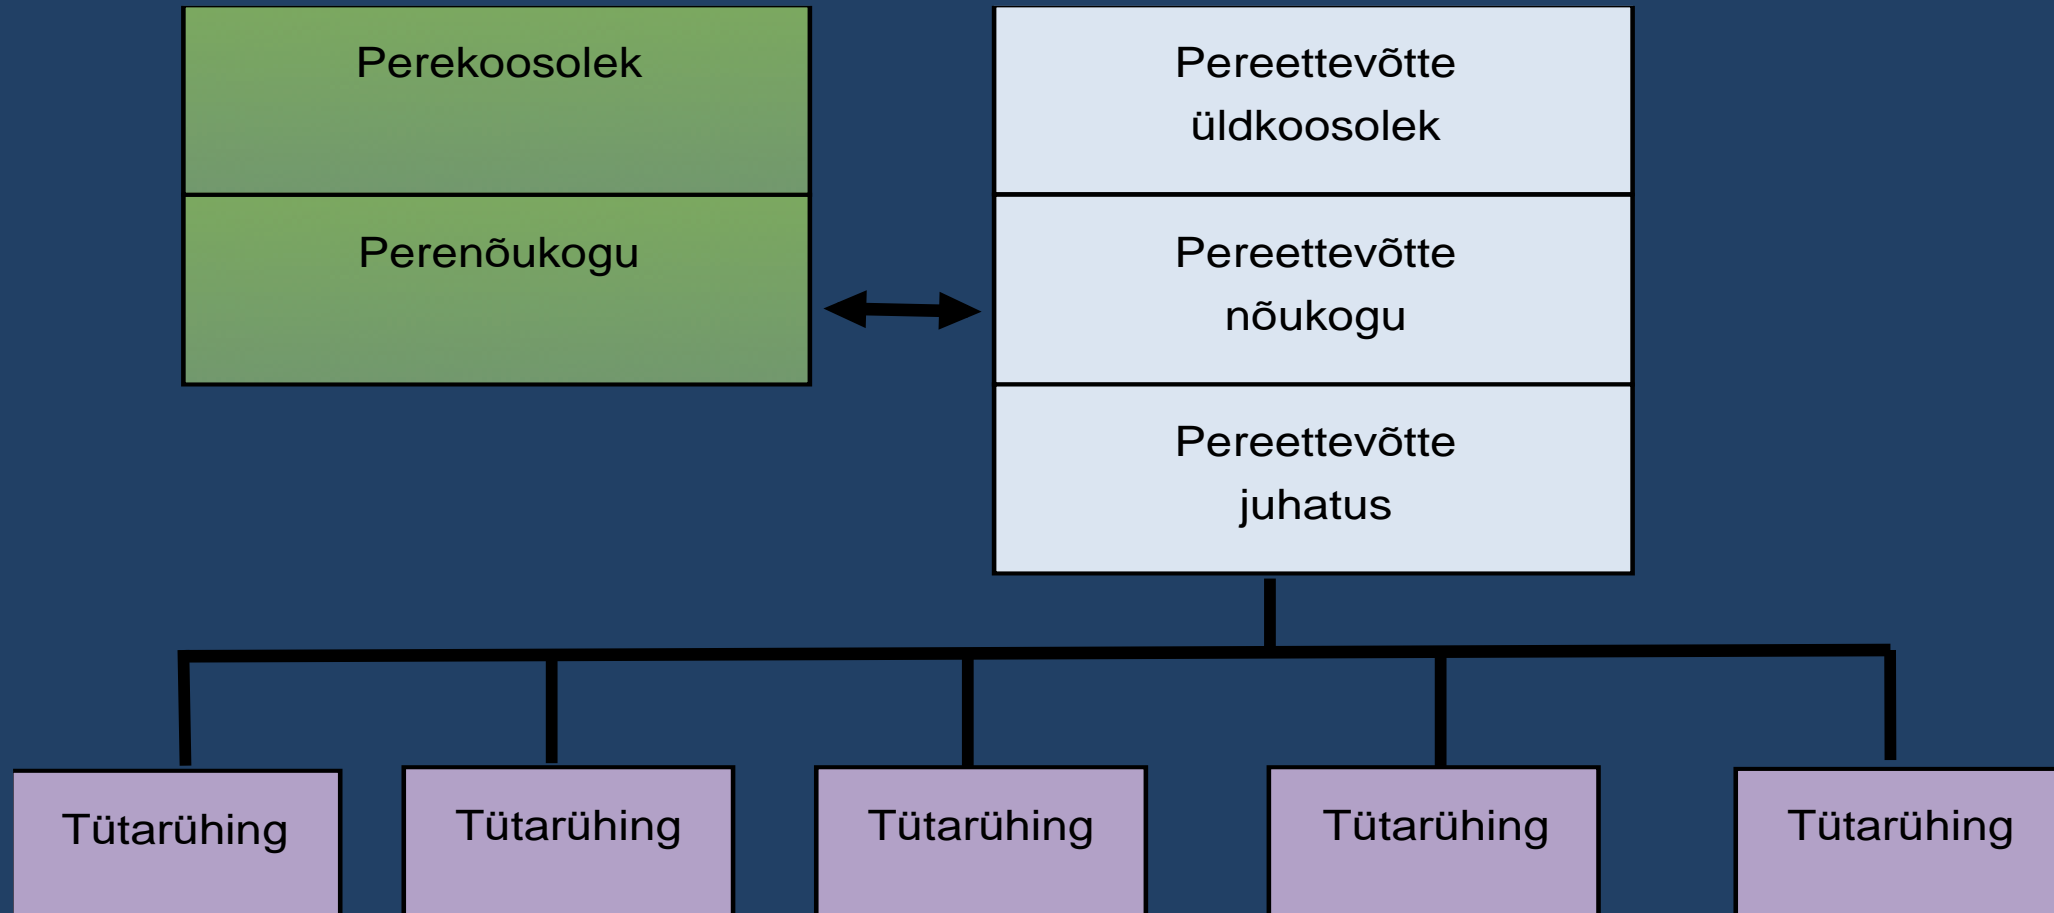 Perekoosolek
Perenõukogu
Pereettevõtte
üldkoosolek
Pereettevõtte
nõukogu
Pereettevõtte
juhatus
Tütarühing
Tütarühing
Tütarühing
Tütarühing
Tütarühing